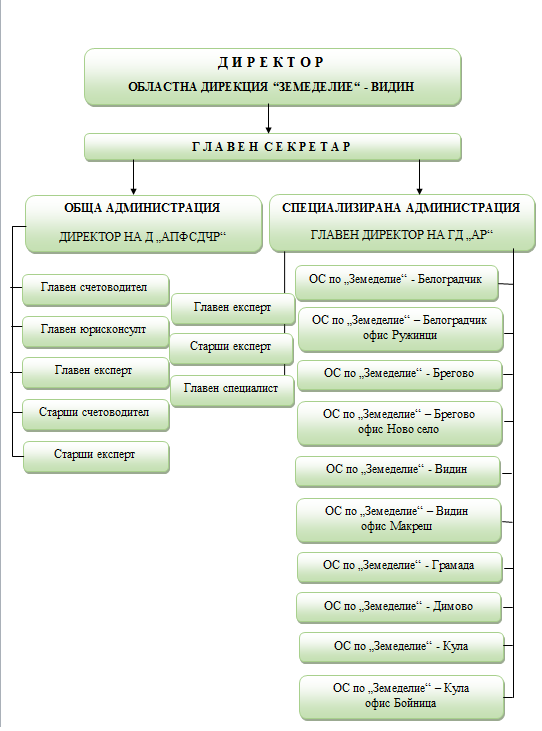 Д И Р Е К Т О Р
ОБЛАСТНА ДИРЕКЦИЯ “ЗЕМЕДЕЛИЕ“ - ВИДИН
Г Л А В Е Н С Е К Р Е Т А Р
ОБЩА АДМИНИСТРАЦИЯ
ДИРЕКТОР НА Д „АПФСДЧР“
Главен счетоводител
Главен юрисконсулт
Главен експерт
Старши счетоводител
Старши експерт
СПЕЦИАЛИЗИРАНА АДМИНИСТРАЦИЯ
ГЛАВЕН ДИРЕКТОР НА ГД „АР“
Главен експерт
Старши експерт
Главен специалист
ОС по „Земеделие“ - Белоградчик
ОС по „Земеделие“ – Белоградчик
офис Ружинци
ОС по „Земеделие“ - Брегово
ОС по „Земеделие“ – Брегово
офис Ново село
ОС по „Земеделие“ - Видин
ОС по „Земеделие“ – Видин
офис Макреш
ОС по „Земеделие“ - Грамада
ОС по „Земеделие“ - Димово
ОС по „Земеделие“ - Кула
ОС по „Земеделие“ – Кула
офис Бойница